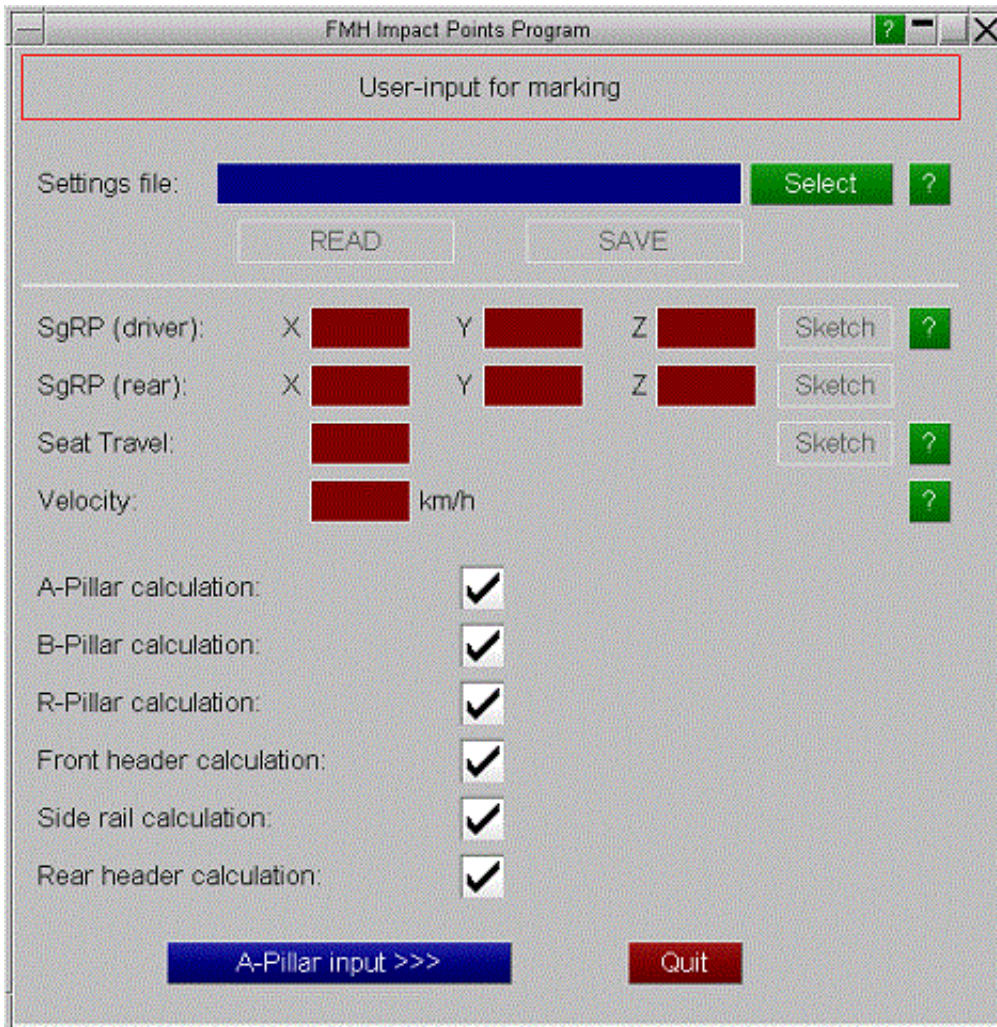 FMH Impact Points Program ?
User-input for marking
Settings file: Select ?
READ SAVE
SgRP (driver): X Y Z Sketch ?
SgRP (rear): X Y Z Sketch
Seat Travel: Sketch ?
Velocity: km/h ?
A-Pillar calculation:
B-Pillar calculation:
R-Pillar calculation:
Front header calculation:
Side rail calculation:
Rear header calculation:
A-Pillar input >>> Quit